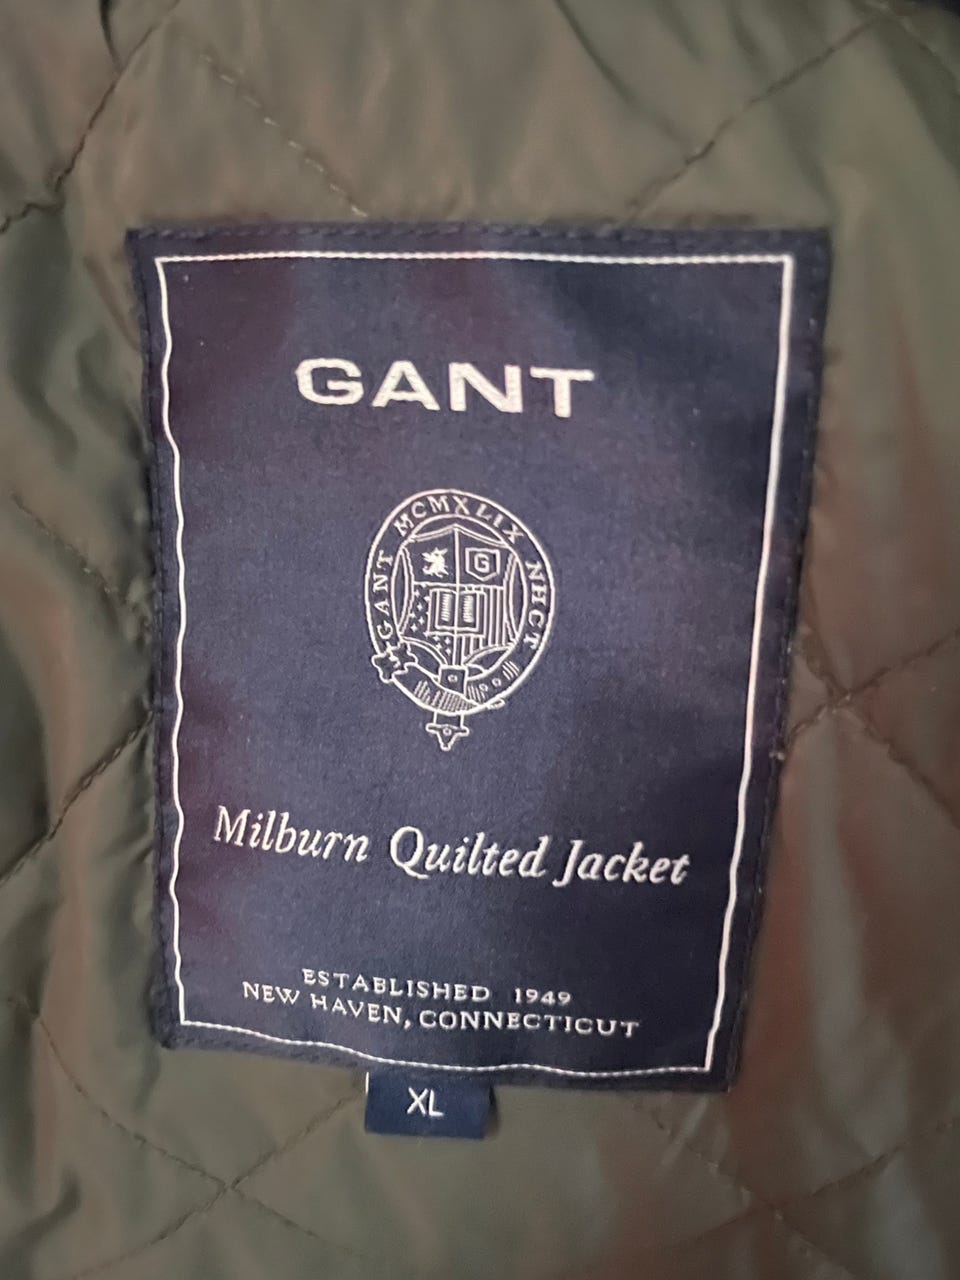 GANT
GANT MCMXLIX NHCT
G
Milburn Quilted Jacket
ESTABLISHED 1949
NEW HAVEN, CONNECTICUT
XL